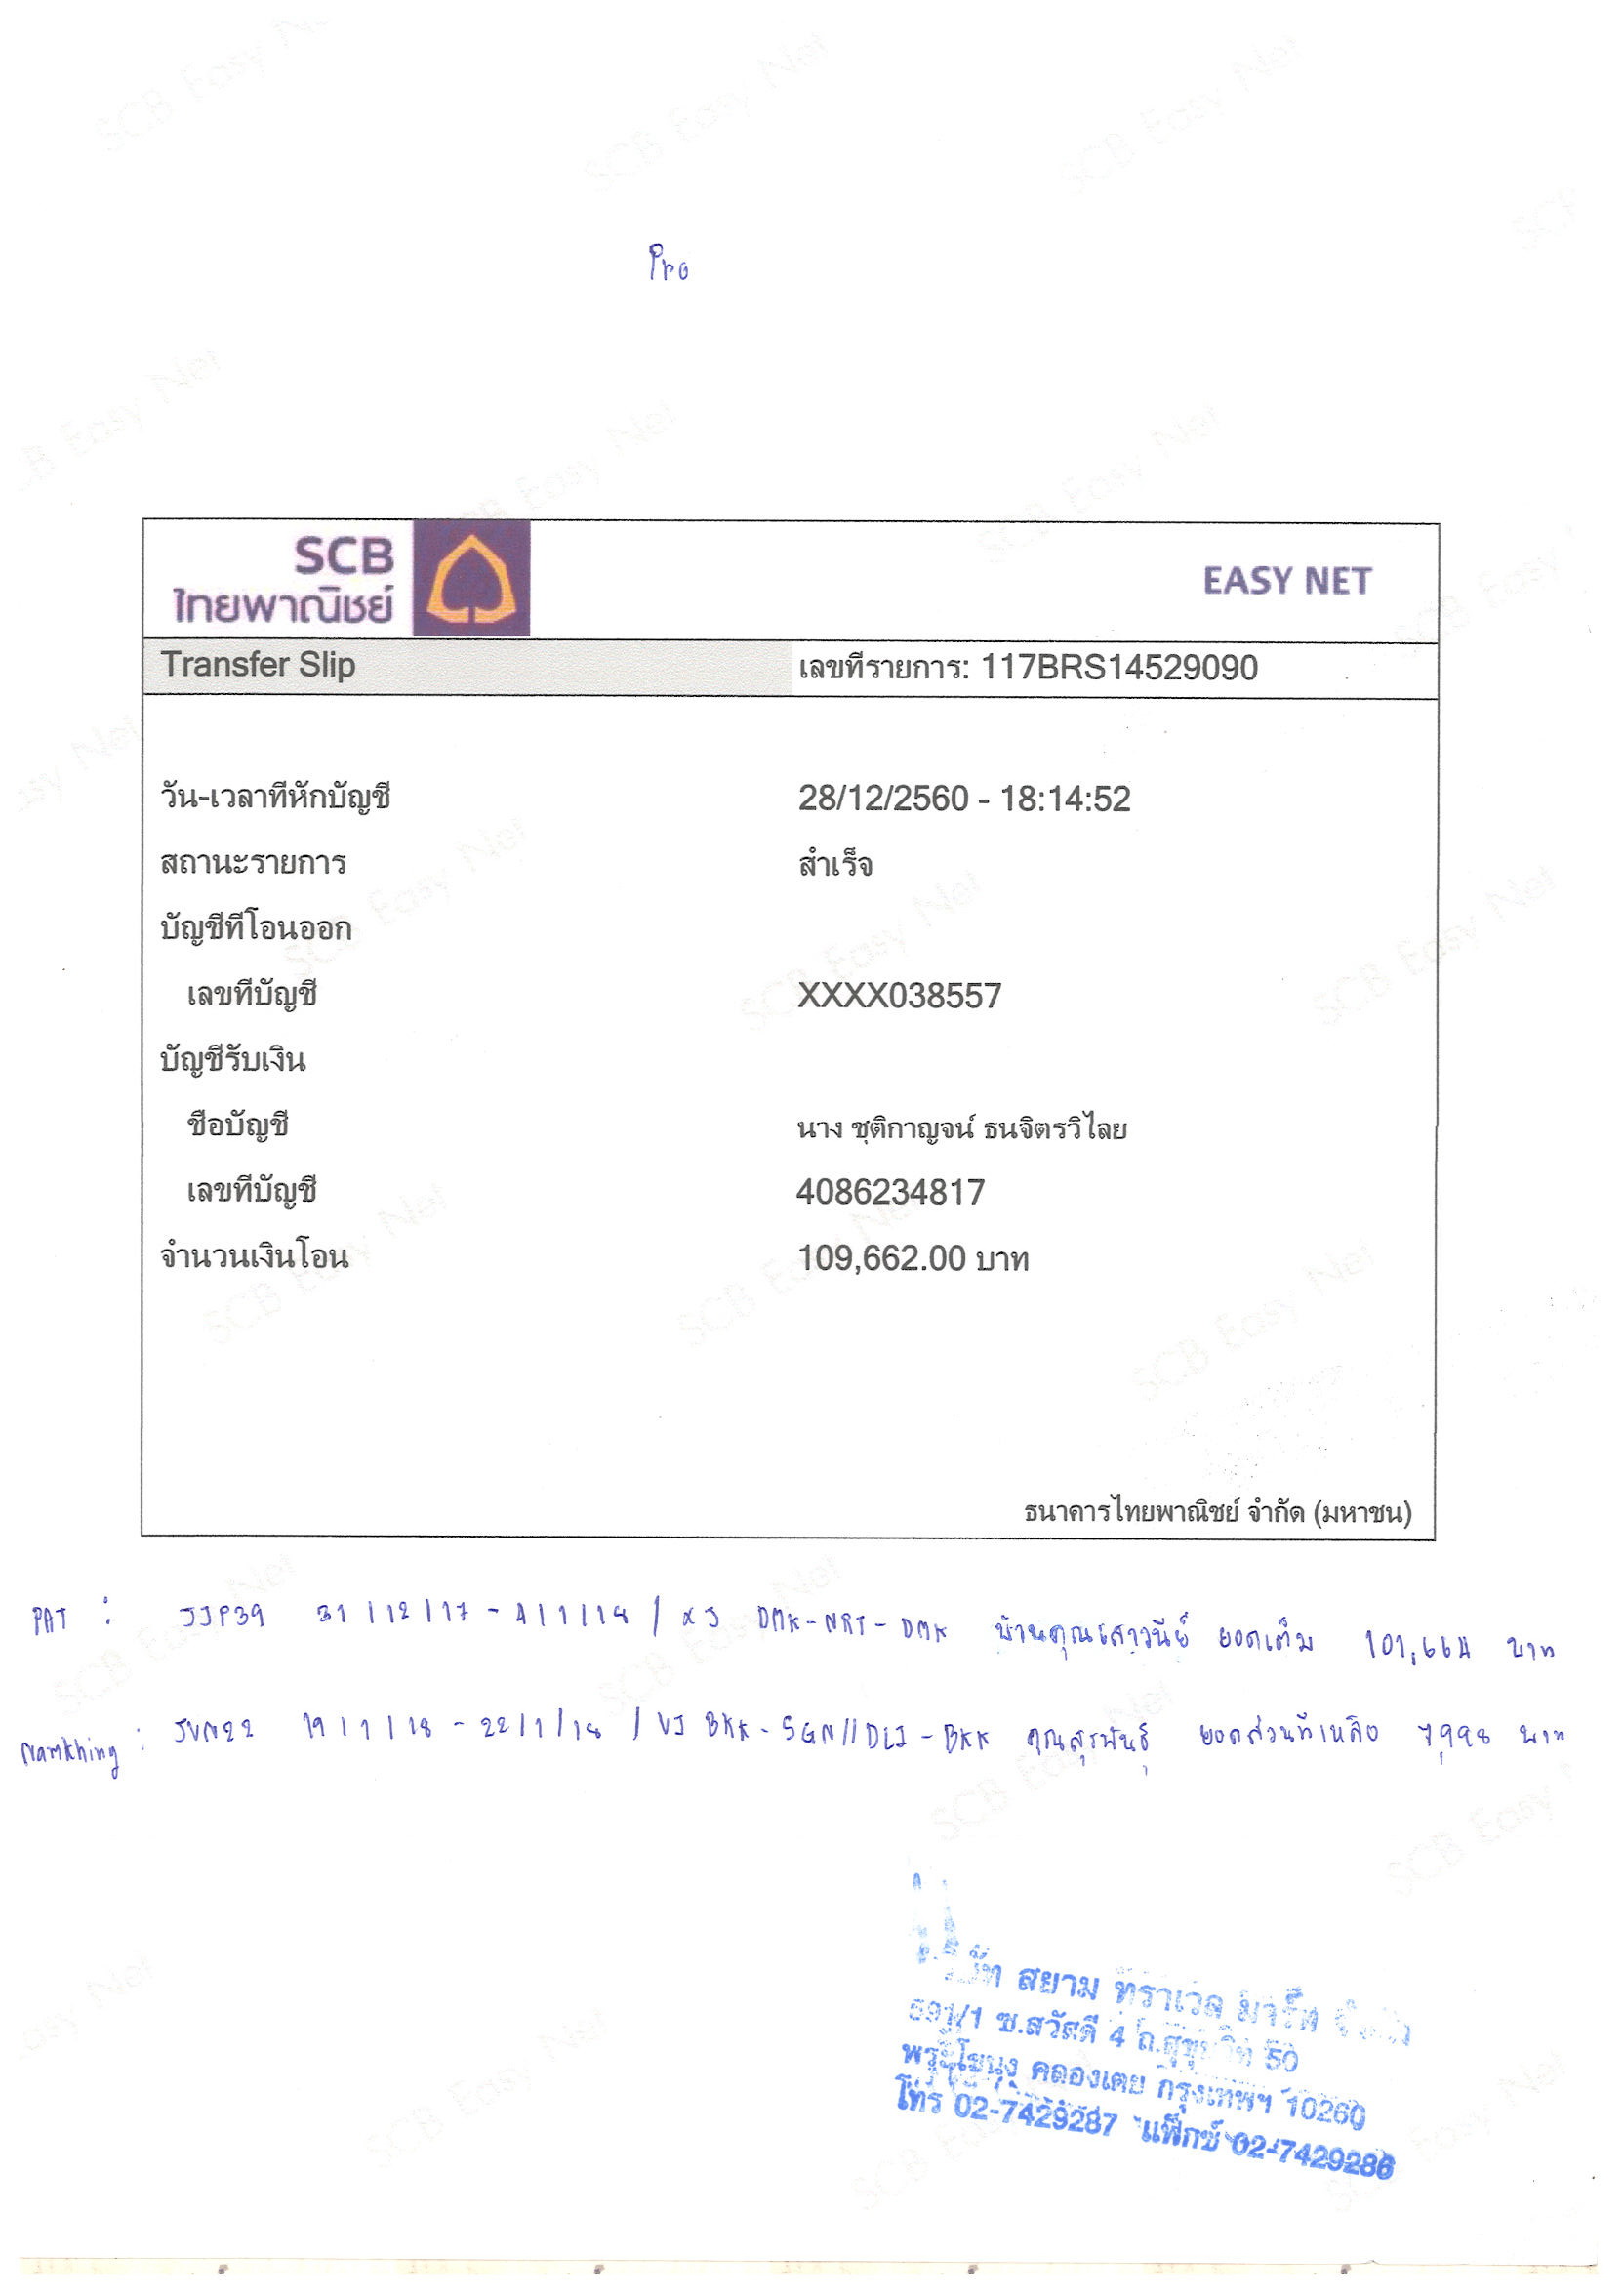 Pro
SCB
ไทยพาณิชย์
EASY NET
Transfer Slip
เลขที่รายการ: 117BRS14529090
วัน-เวลาที่หักบัญชี 28/12/2560 - 18:14:52
สถานะรายการ สำเร็จ
บัญชีที่โอนออก
เลขที่บัญชี XXXX038557
บัญชีรับเงิน
ชื่อบัญชี นาง ชุติกาญจน์ ธนจิตรวิไลย
เลขที่บัญชี 4086234817
จำนวนเงินโอน 109,662.00 บาท
ธนาคารไทยพาณิชย์ จำกัด (มหาชน)
PAT : JJP39 31/12/17 - 4/1/18 / XJ DMK-NRT-DMK บ้านคุณเสาวนีย์ ยอดเต็ม 101,664 บาท
Namkhing : JVN22 19/1/18 - 22/1/18 / VJ BKK-SGN//DLI-BKK คุณสุรพันธุ์ ยอดส่วนที่เหลือ 7,998 บาท
สยาม ทราเวล มาร์ท จำกัด
591/1 ซ.สวัสดี 4 ถ.สุขุมวิท 50
พระโขนง คลองเตย กรุงเทพฯ 10260
โทร 02-7429287 แฟ็กซ์ 02-7429286